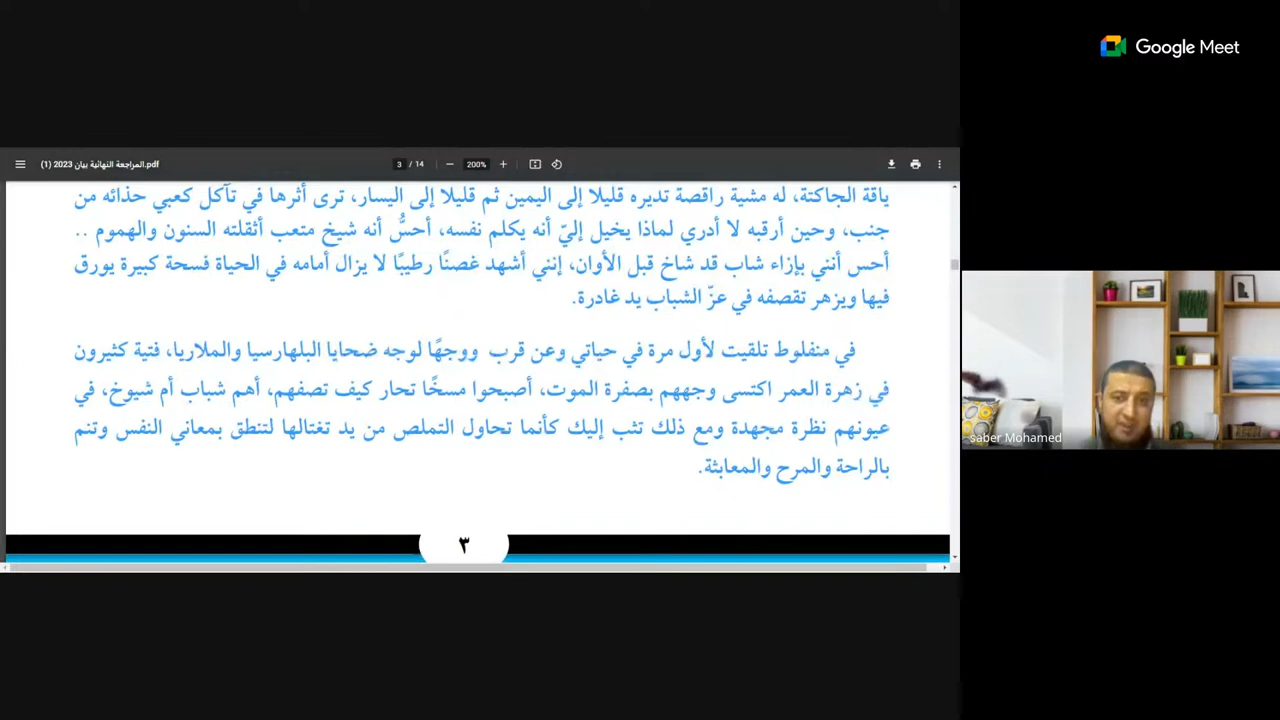 Google Meet
المراجعة النهائية بيان 2023 (1).pdf
3 / 14
200%
ياقة الجاكتة، له مشية راقصة تديره قليلا إلى اليمين ثم قليلا إلى اليسار، ترى أثرها في تآكل كعبي حذائه من
جنب، وحين أرقبه لا أدري لماذا يخيل إليّ أنه يكلم نفسه، أحسُّ أنه شيخ متعب أثقلته السنون والهموم ..
أحس أنني بإزاء شاب قد شاخ قبل الأوان، إنني أشهد غصنًا رطيبًا لا يزال أمامه في الحياة فسحة كبيرة يورق
فيها ويزهر تقصفه في عزّ الشباب يد غادرة.
في منفلوط تلقيت لأول مرة في حياتي وعن قرب ووجهًا لوجه ضحايا البلهارسيا والملاريا، فتية كثيرون
في زهرة العمر اكتسى وجههم بصفرة الموت، أصبحوا مسخًا تحار كيف تصفهم، أهم شباب أم شيوخ، في
عيونهم نظرة مجهدة ومع ذلك تثب إليك كأنما تحاول التملص من يد تغتالها لتنطق بمعاني النفس وتنم
بالراحة والمرح والمعابثة.
٣
saber Mohamed